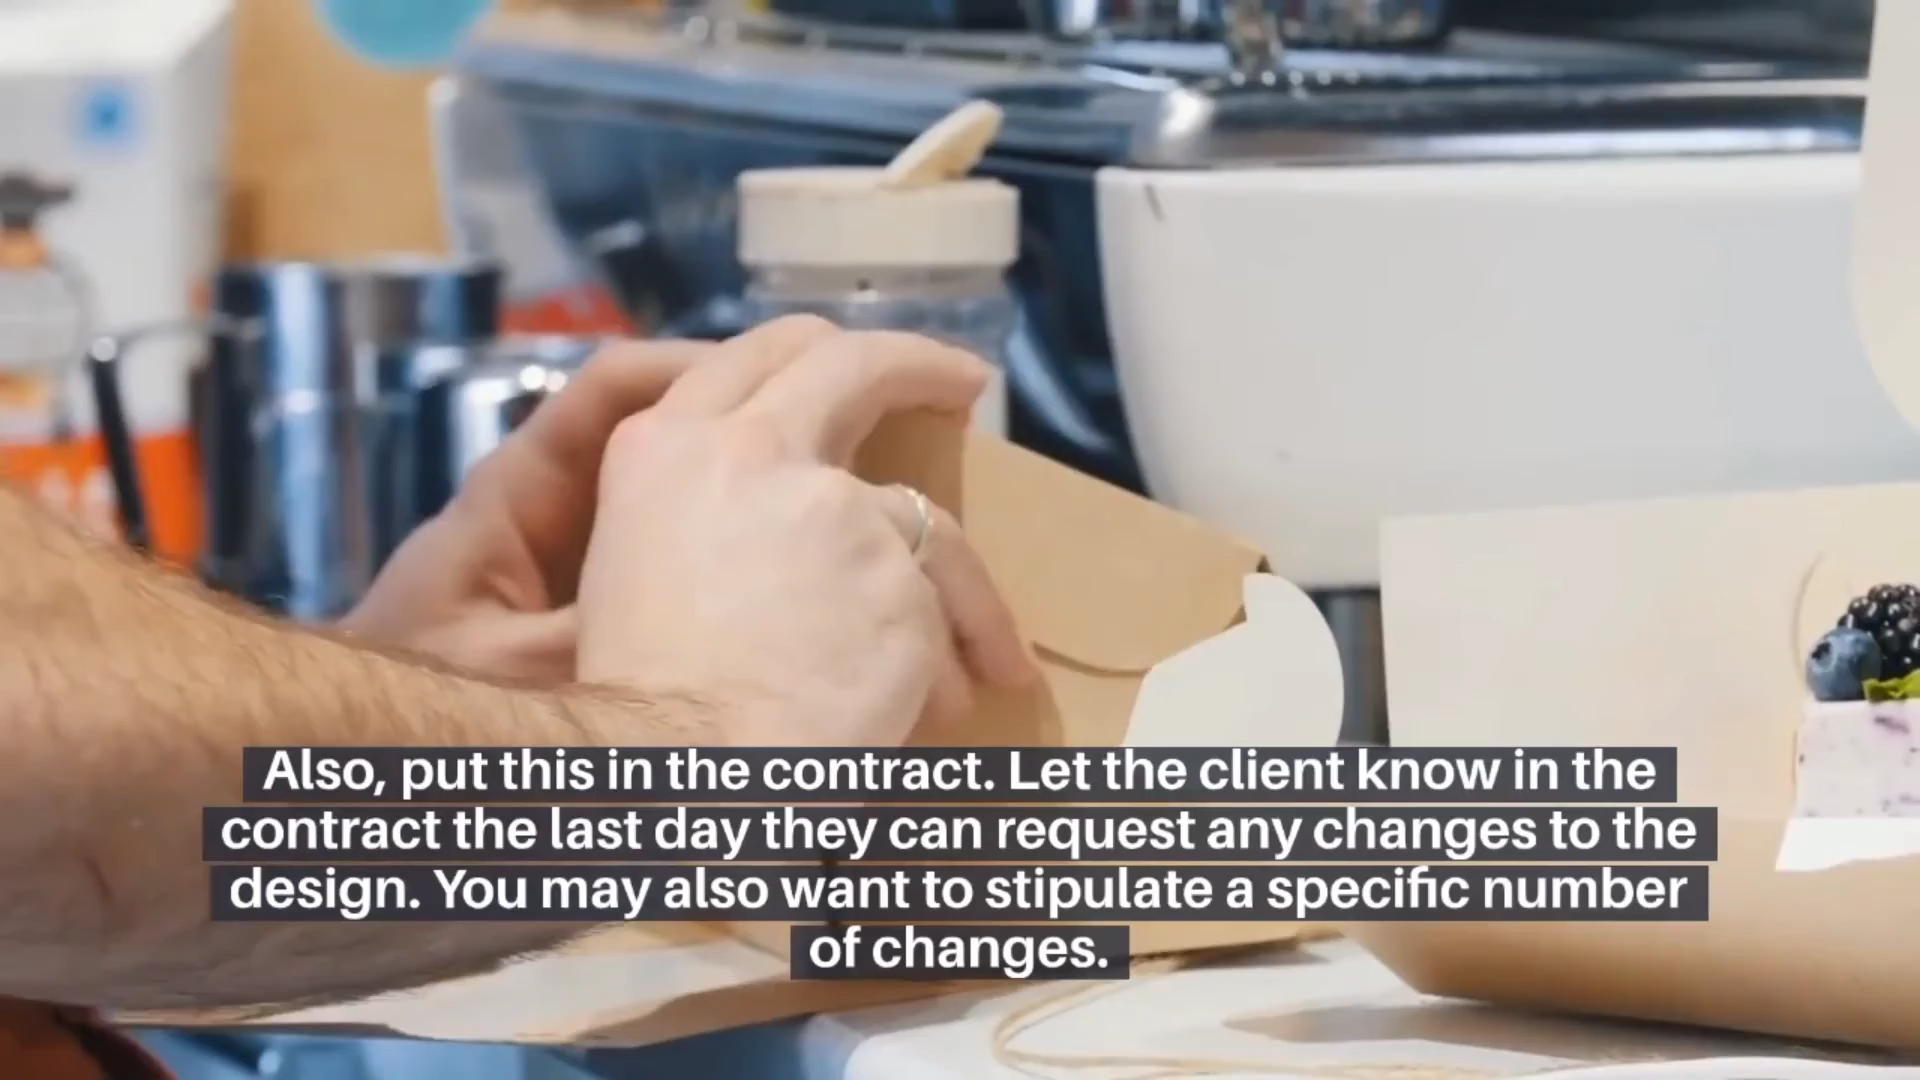 Also, put this in the contract. Let the client know in the
contract the last day they can request any changes to the
design. You may also want to stipulate a specific number
of changes.